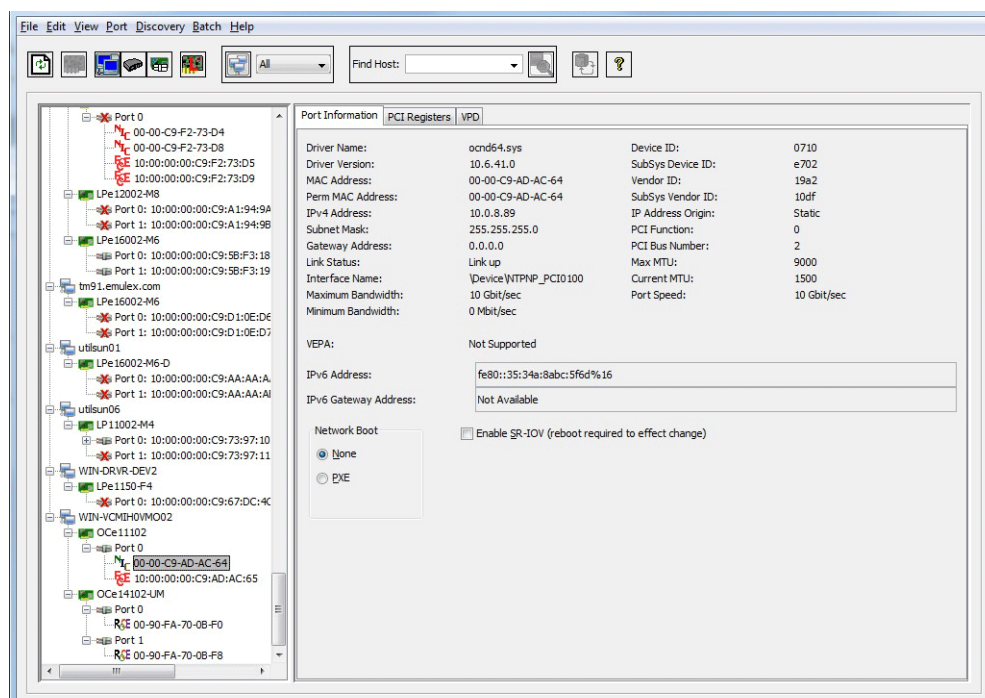 File Edit View Port Discovery Batch Help
All Find Host:
Port 0
NIC 00-00-C9-F2-73-D4
NIC 00-00-C9-F2-73-D8
FCoE 10:00:00:00:C9:F2:73:D5
FCoE 10:00:00:00:C9:F2:73:D9
LPe12002-M8
Port 0: 10:00:00:00:C9:A1:94:9A
Port 1: 10:00:00:00:C9:A1:94:9B
LPe16002-M6
Port 0: 10:00:00:00:C9:5B:F3:18
Port 1: 10:00:00:00:C9:5B:F3:19
tm91.emulex.com
LPe16002-M6
Port 0: 10:00:00:00:C9:D1:0E:D6
Port 1: 10:00:00:00:C9:D1:0E:D7
utilsun01
LPe16002-M6-D
Port 0: 10:00:00:00:C9:AA:AA:A
Port 1: 10:00:00:00:C9:AA:AA:A
utilsun06
LP11002-M4
Port 0: 10:00:00:00:C9:73:97:10
Port 1: 10:00:00:00:C9:73:97:11
WIN-DRVR-DEV2
LPe1150-F4
Port 0: 10:00:00:00:C9:67:DC:4C
WIN-VCMIH0VMO02
OCe11102
Port 0
NIC 00-00-C9-AD-AC-64
FCoE 10:00:00:00:C9:AD:AC:65
OCe14102-UM
Port 0
RoCE 00-90-FA-70-0B-F0
Port 1
RoCE 00-90-FA-70-0B-F8
Port Information PCI Registers VPD
Driver Name: ocnd64.sys Device ID: 0710
Driver Version: 10.6.41.0 SubSys Device ID: e702
MAC Address: 00-00-C9-AD-AC-64 Vendor ID: 19a2
Perm MAC Address: 00-00-C9-AD-AC-64 SubSys Vendor ID: 10df
IPv4 Address: 10.0.8.89 IP Address Origin: Static
Subnet Mask: 255.255.255.0 PCI Function: 0
Gateway Address: 0.0.0.0 PCI Bus Number: 2
Link Status: Link up Max MTU: 9000
Interface Name: \Device\NTPNP_PCI0100 Current MTU: 1500
Maximum Bandwidth: 10 Gbit/sec Port Speed: 10 Gbit/sec
Minimum Bandwidth: 0 Mbit/sec
VEPA: Not Supported
IPv6 Address: fe80::35:34a:8abc:5f6d%16
IPv6 Gateway Address: Not Available
Network Boot
Enable SR-IOV (reboot required to effect change)
None
PXE